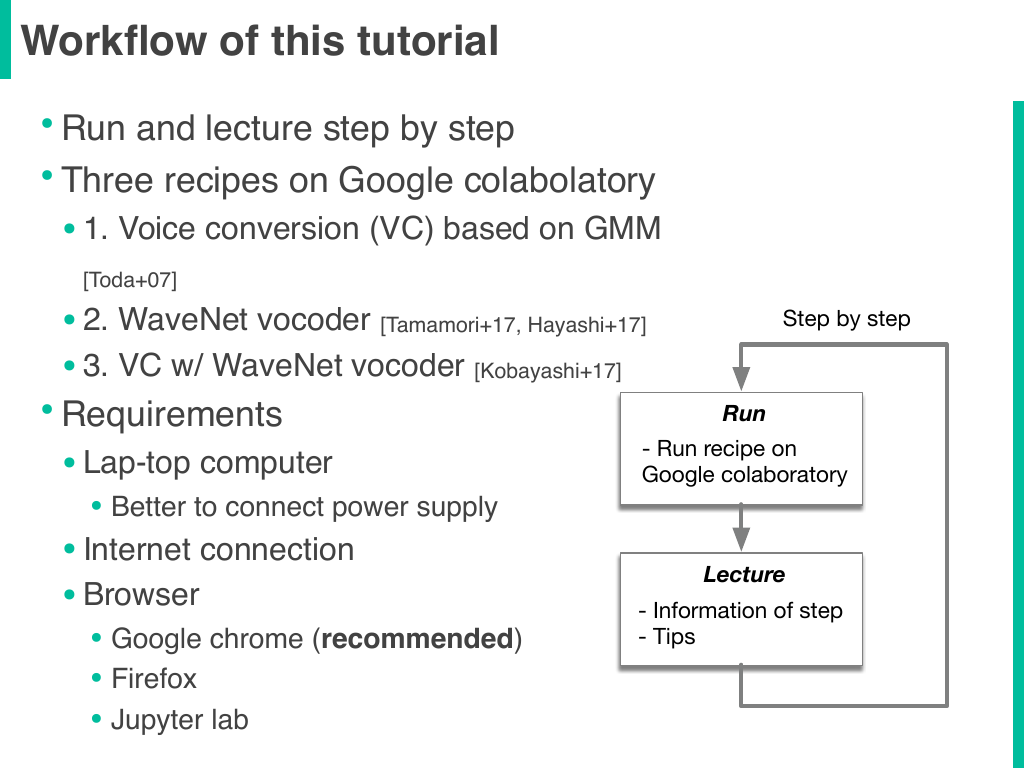 Workflow of this tutorial
• Run and lecture step by step
• Three recipes on Google colabolatory
• 1. Voice conversion (VC) based on GMM
[Toda+07]
• 2. WaveNet vocoder [Tamamori+17, Hayashi+17]
• 3. VC w/ WaveNet vocoder [Kobayashi+17]
• Requirements
• Lap-top computer
• Better to connect power supply
• Internet connection
• Browser
• Google chrome (recommended)
• Firefox
• Jupyter lab
Step by step
Run
- Run recipe on
Google colaboratory
Lecture
- Information of step
- Tips